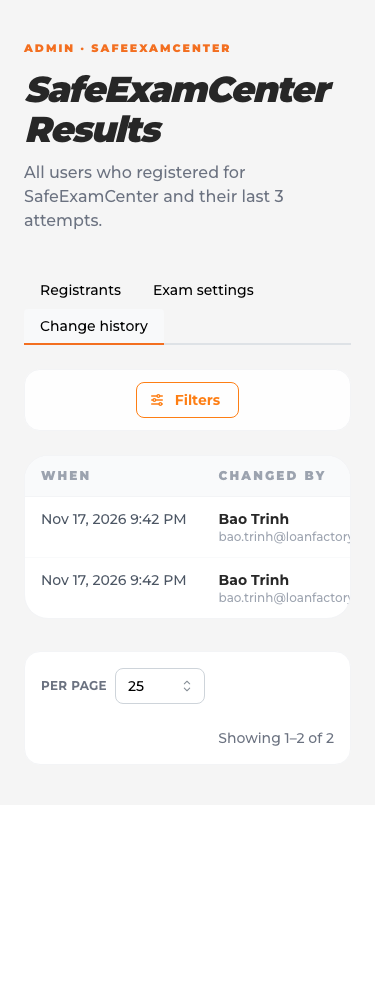 ADMIN · SAFEEXAMCENTER
SafeExamCenter
Results
All users who registered for
SafeExamCenter and their last 3
attempts.
Registrants Exam settings
Change history
Filters
WHEN CHANGED BY
Nov 17, 2026 9:42 PM Bao Trinh
bao.trinh@loanfactory
Nov 17, 2026 9:42 PM Bao Trinh
bao.trinh@loanfactory
PER PAGE 25
Showing 1–2 of 2